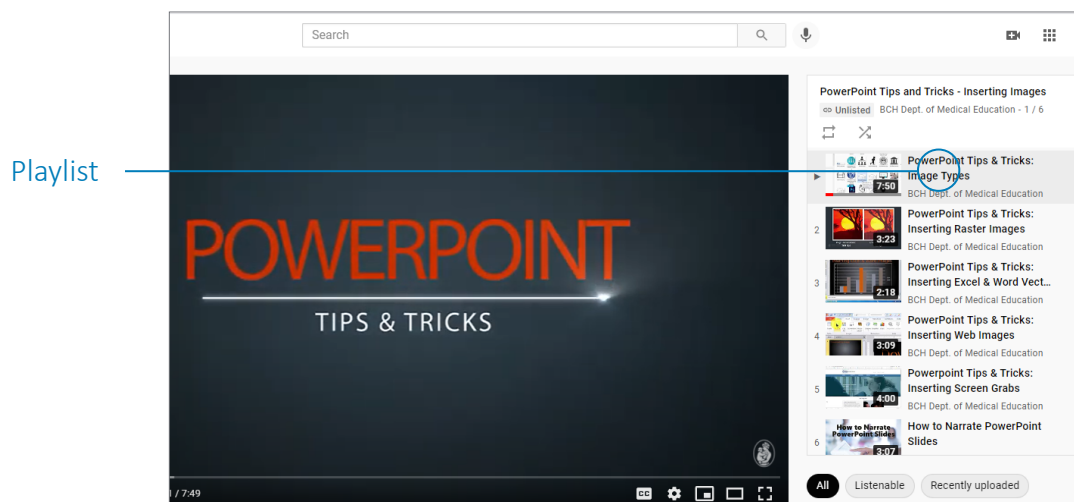 Search
Playlist
POWERPOINT
TIPS & TRICKS
/ 7:49
CC
PowerPoint Tips and Tricks - Inserting Images
Unlisted BCH Dept. of Medical Education - 1 / 6
7:50
PowerPoint Tips & Tricks:
Image Types
BCH Dept. of Medical Education
2
3:23
PowerPoint Tips & Tricks:
Inserting Raster Images
BCH Dept. of Medical Education
3
2:18
PowerPoint Tips & Tricks:
Inserting Excel & Word Vect...
BCH Dept. of Medical Education
4
3:09
PowerPoint Tips & Tricks:
Inserting Web Images
BCH Dept. of Medical Education
5
4:00
Powerpoint Tips & Tricks:
Inserting Screen Grabs
BCH Dept. of Medical Education
6
How to Narrate
PowerPoint Slides
3:07
How to Narrate PowerPoint
Slides
All Listenable Recently uploaded